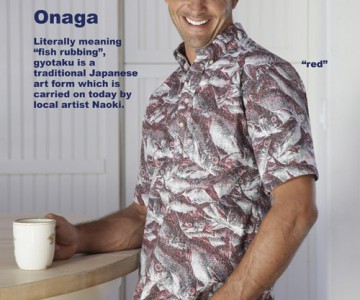 Onaga
Literally meaning
“fish rubbing”,
gyotaku is a
traditional Japanese
art form which is
carried on today by
local artist Naoki.
“red”